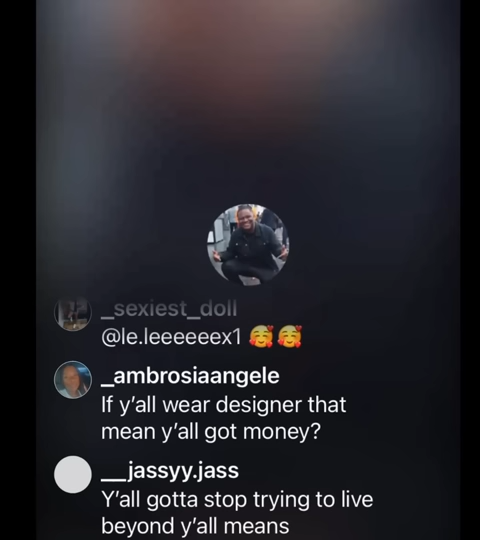 _sexiest_doll
@le.leeeeeex1 🥰🥰
_ambrosiaangele
If y'all wear designer that
mean y'all got money?
__jassyy.jass
Y'all gotta stop trying to live
beyond y'all means